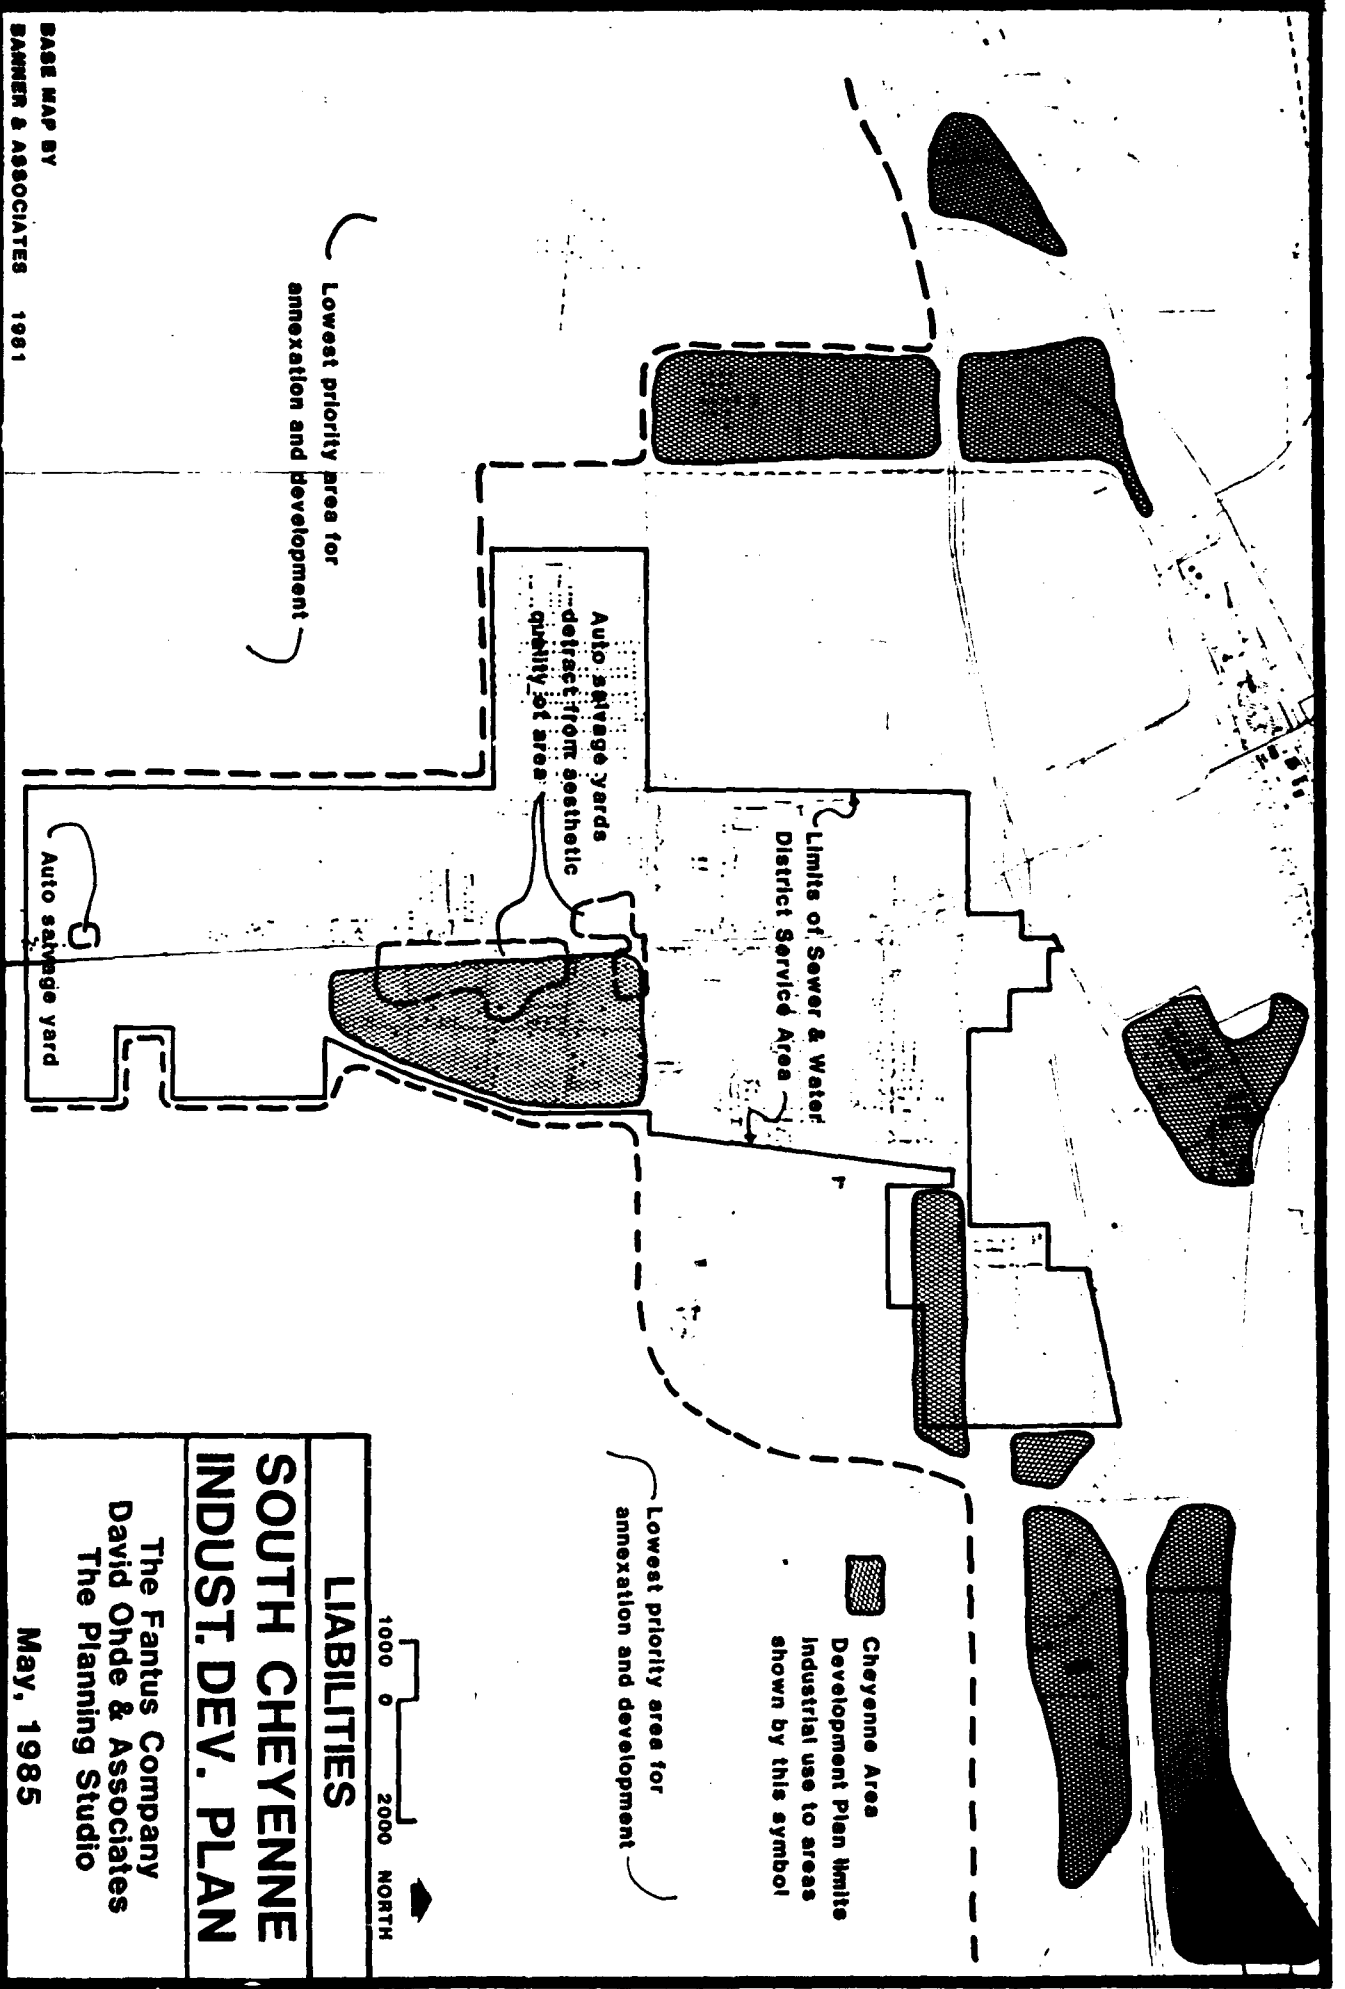 Lowest priority area for
annexation and development
Auto salvage yards
detract from aesthetic
quality of area
Limits of Sewer & Water
District Service Area
Auto salvage yard
Cheyenne Area
Development Plan limits
industrial use to areas
shown by this symbol
Lowest priority area for
annexation and development
1000 0 2000 NORTH
LIABILITIES
SOUTH CHEYENNE
INDUST. DEV. PLAN
The Fantus Company
David Ohde & Associates
The Planning Studio
May, 1985
BASE MAP BY
BANNER & ASSOCIATES 1981